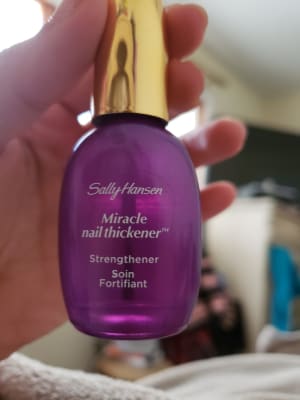 Sally Hansen
Miracle
nail thickener™
Strengthener
Soin
Fortifiant